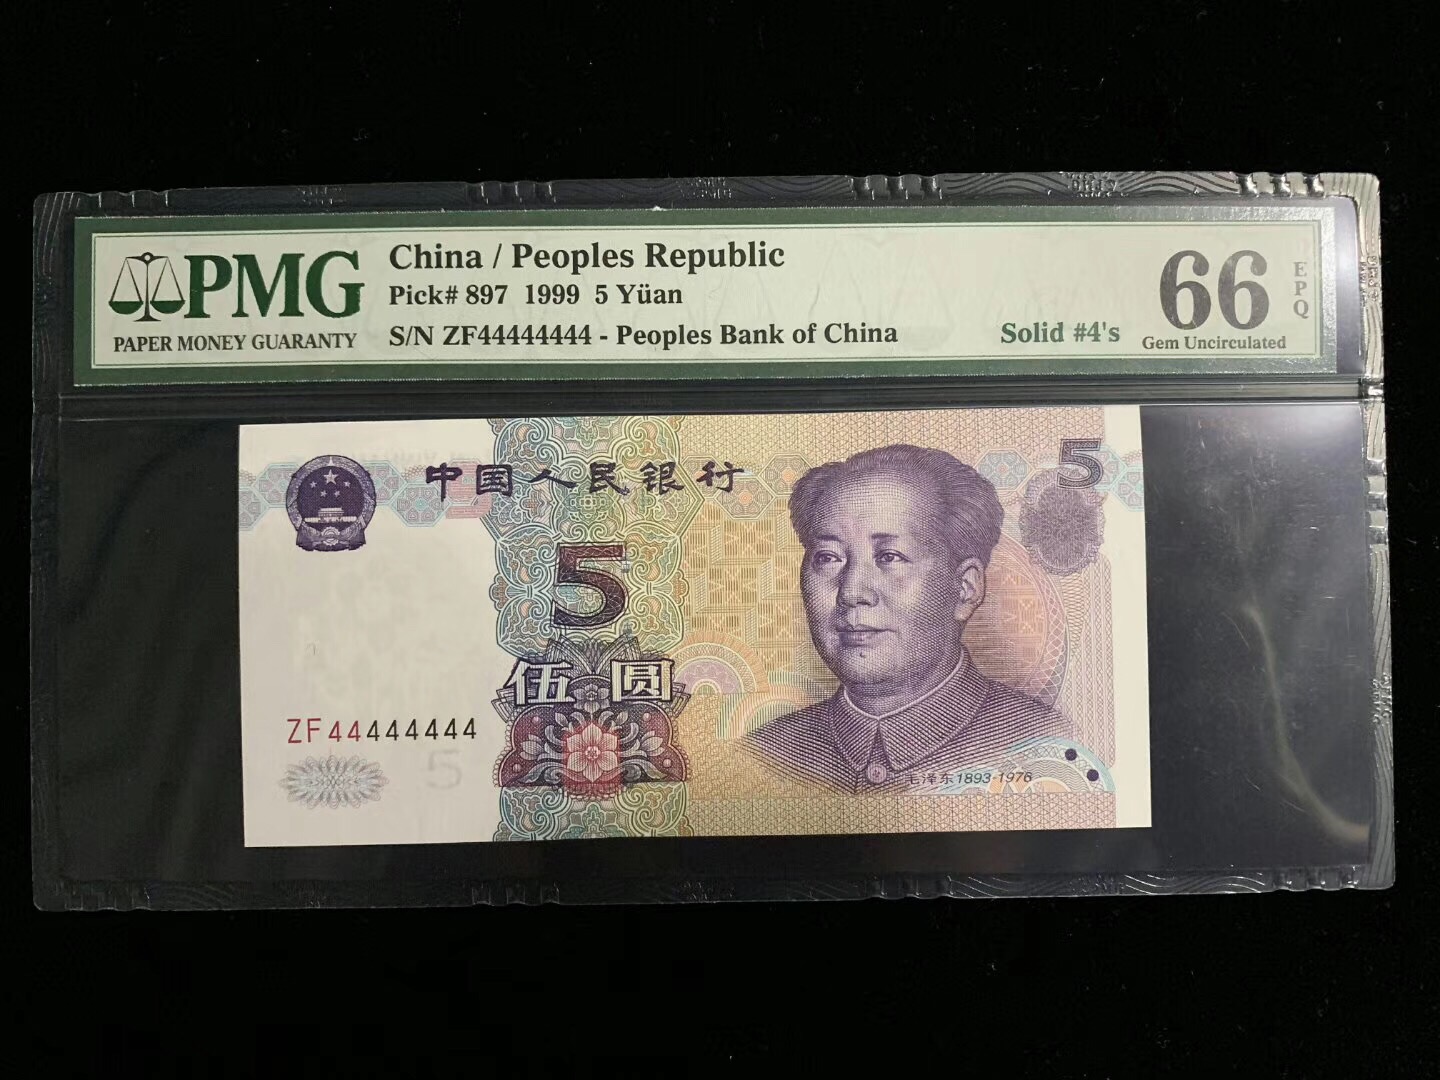 PMG
PAPER MONEY GUARANTY
China / Peoples Republic
Pick# 897 1999 5 Yüan
S/N ZF44444444 - Peoples Bank of China
Solid #4's
66
EPQ
Gem Uncirculated
中国人民银行
5
5
伍圆
ZF44444444
5
毛泽东1893-1976